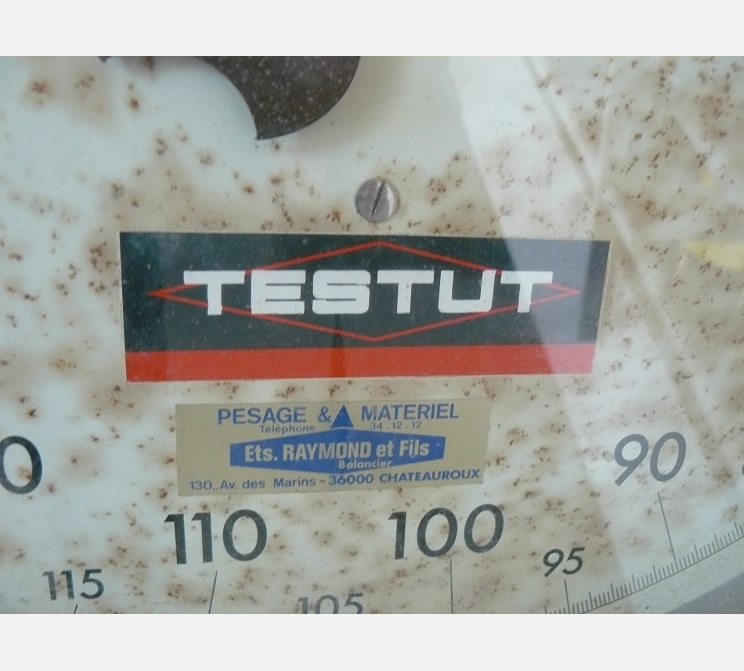 TESTUT
PESAGE & MATERIEL
Téléphone 34.12.12
Ets. RAYMOND et Fils
Balancier
130, Av. des Marins - 36000 CHATEAUROUX
0 90
110 100
115 105 95